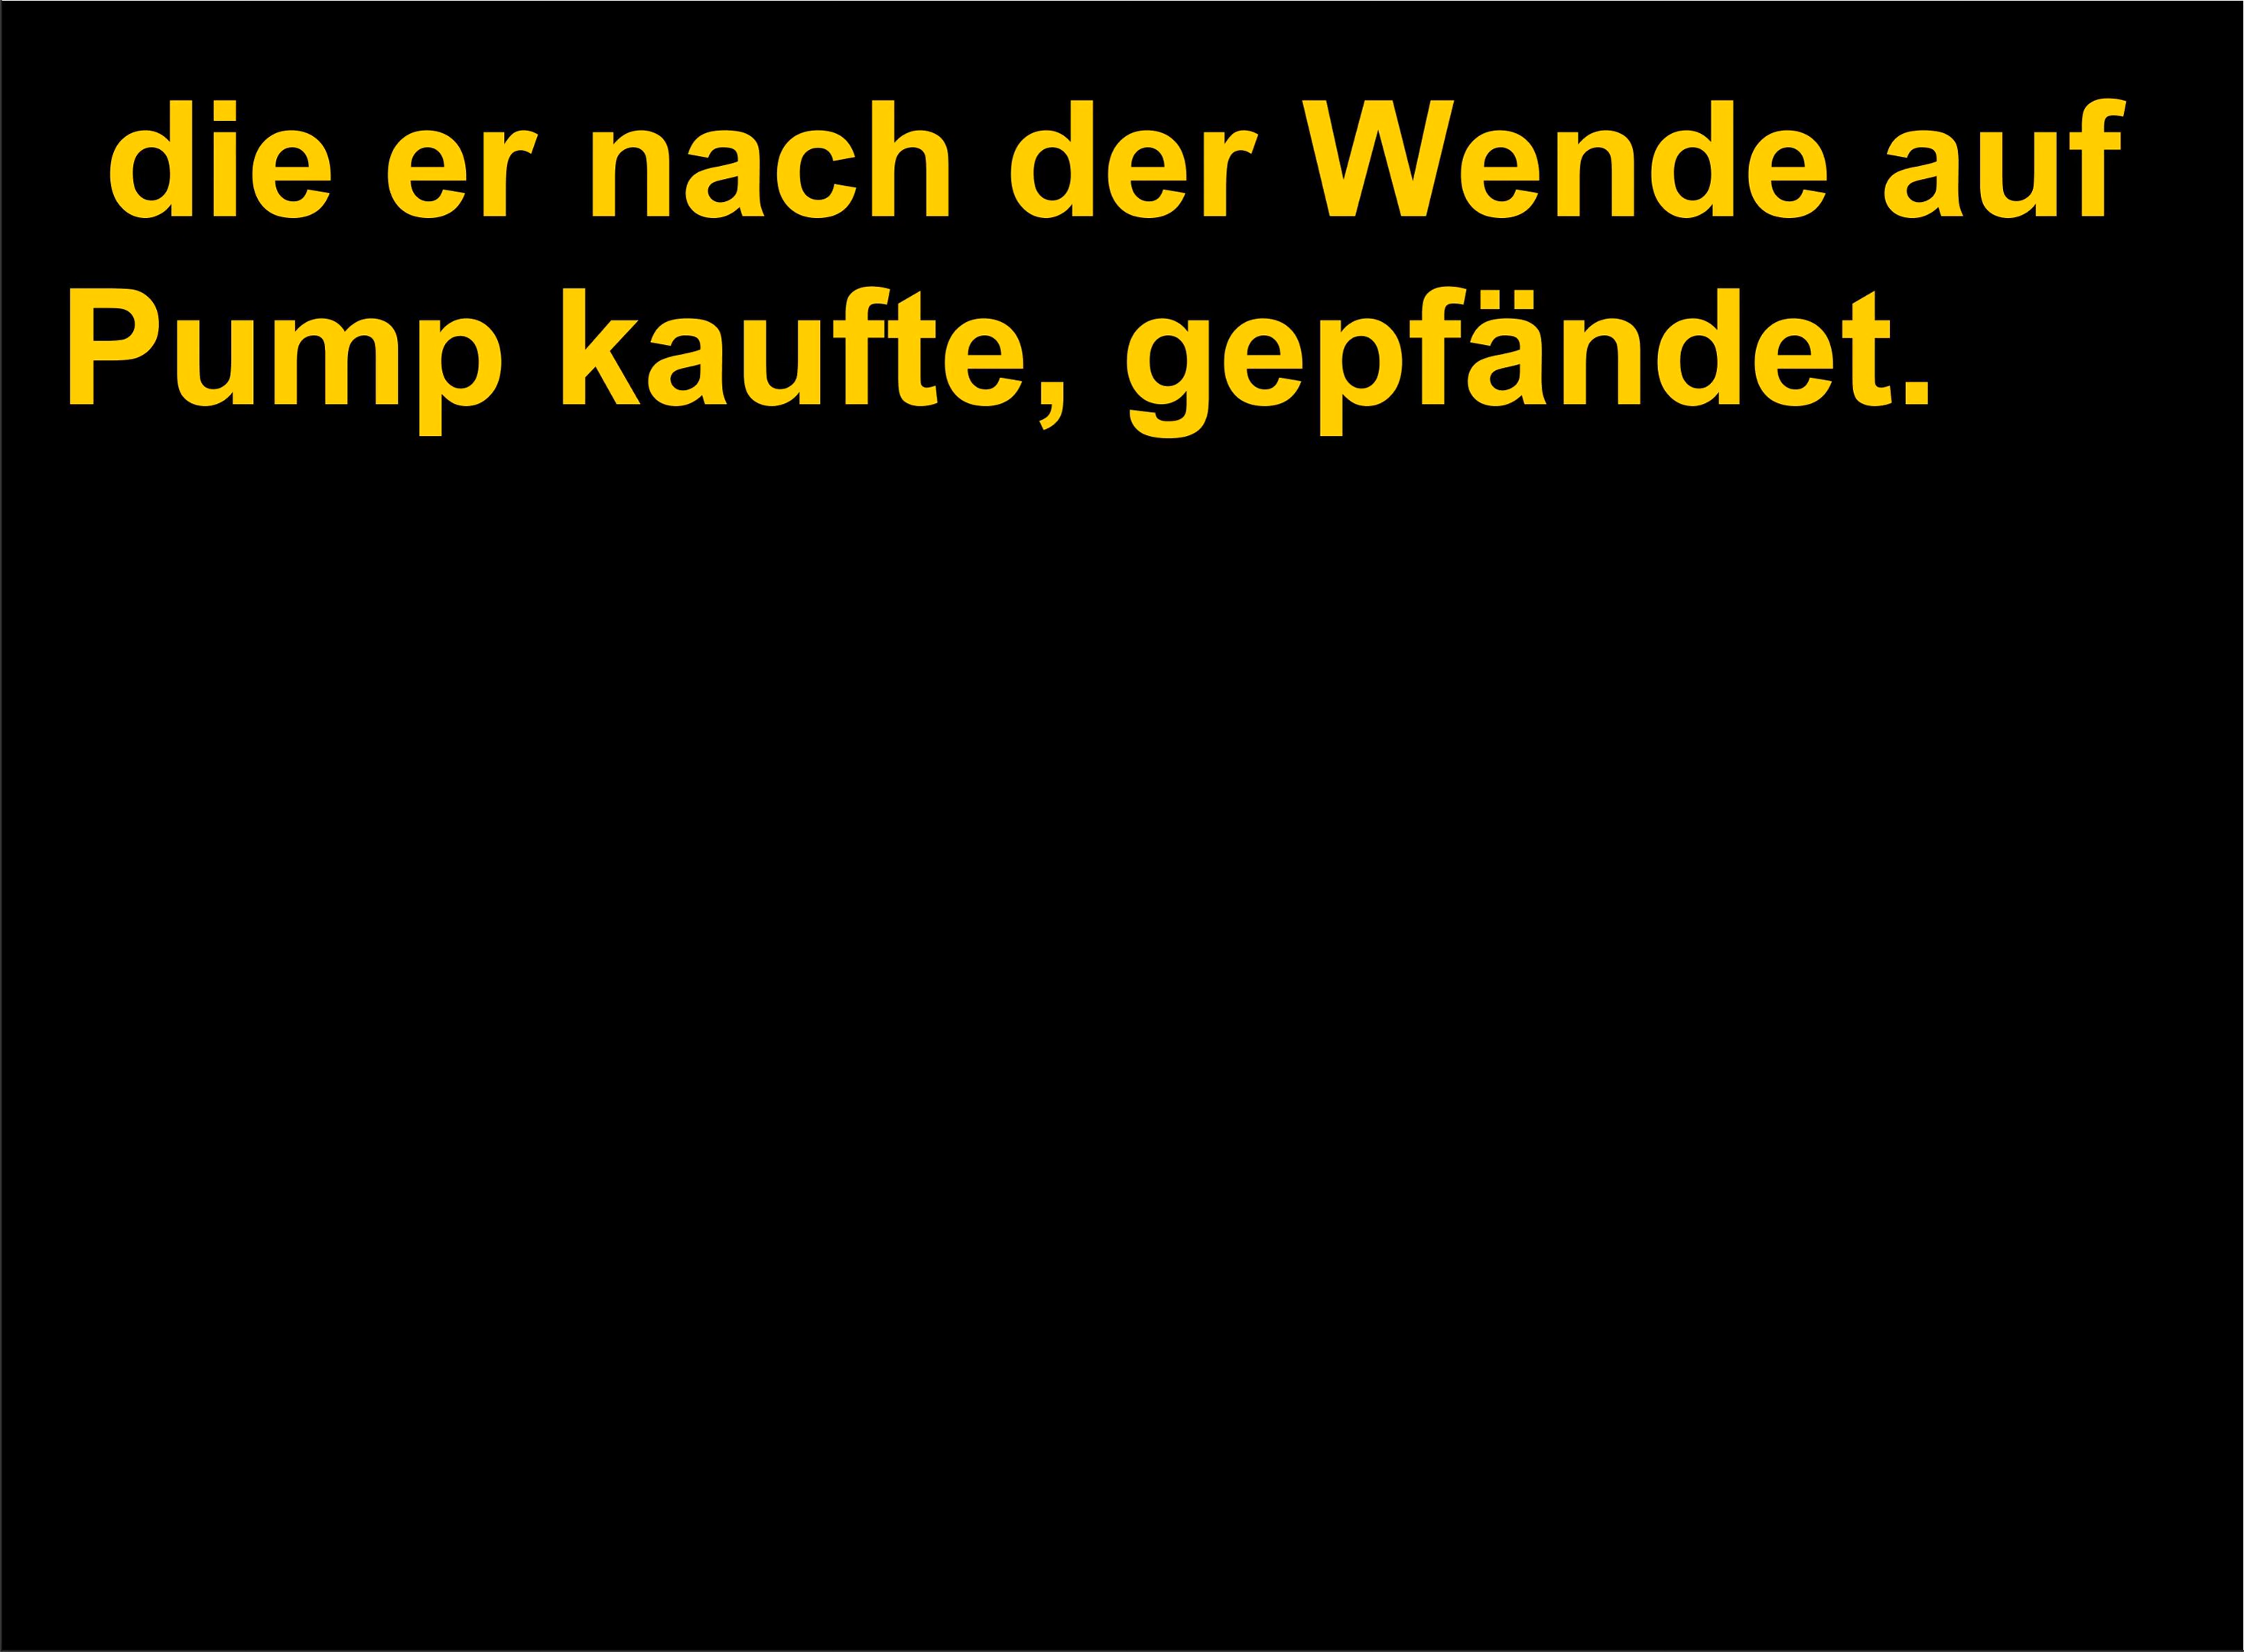 die er nach der Wende auf
Pump kaufte, gepfändet.